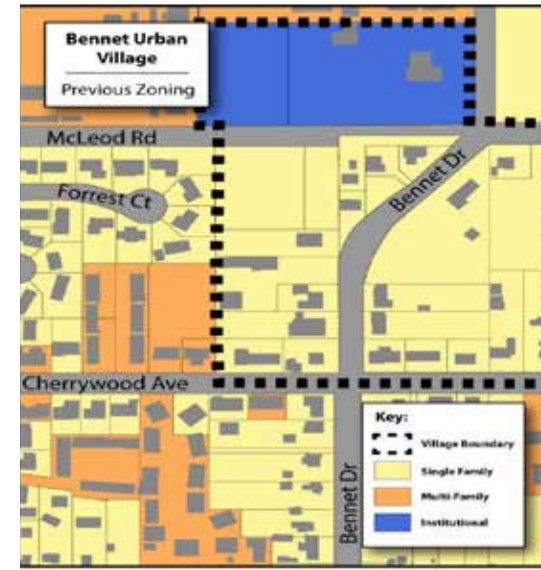 Bennet Urban
Village
Previous Zoning
McLeod Rd
Bennet Dr
Forrest Ct
Cherrywood Ave
Key:
Village Boundary
Single Family
Multi-Family
Institutional
Bennet Dr